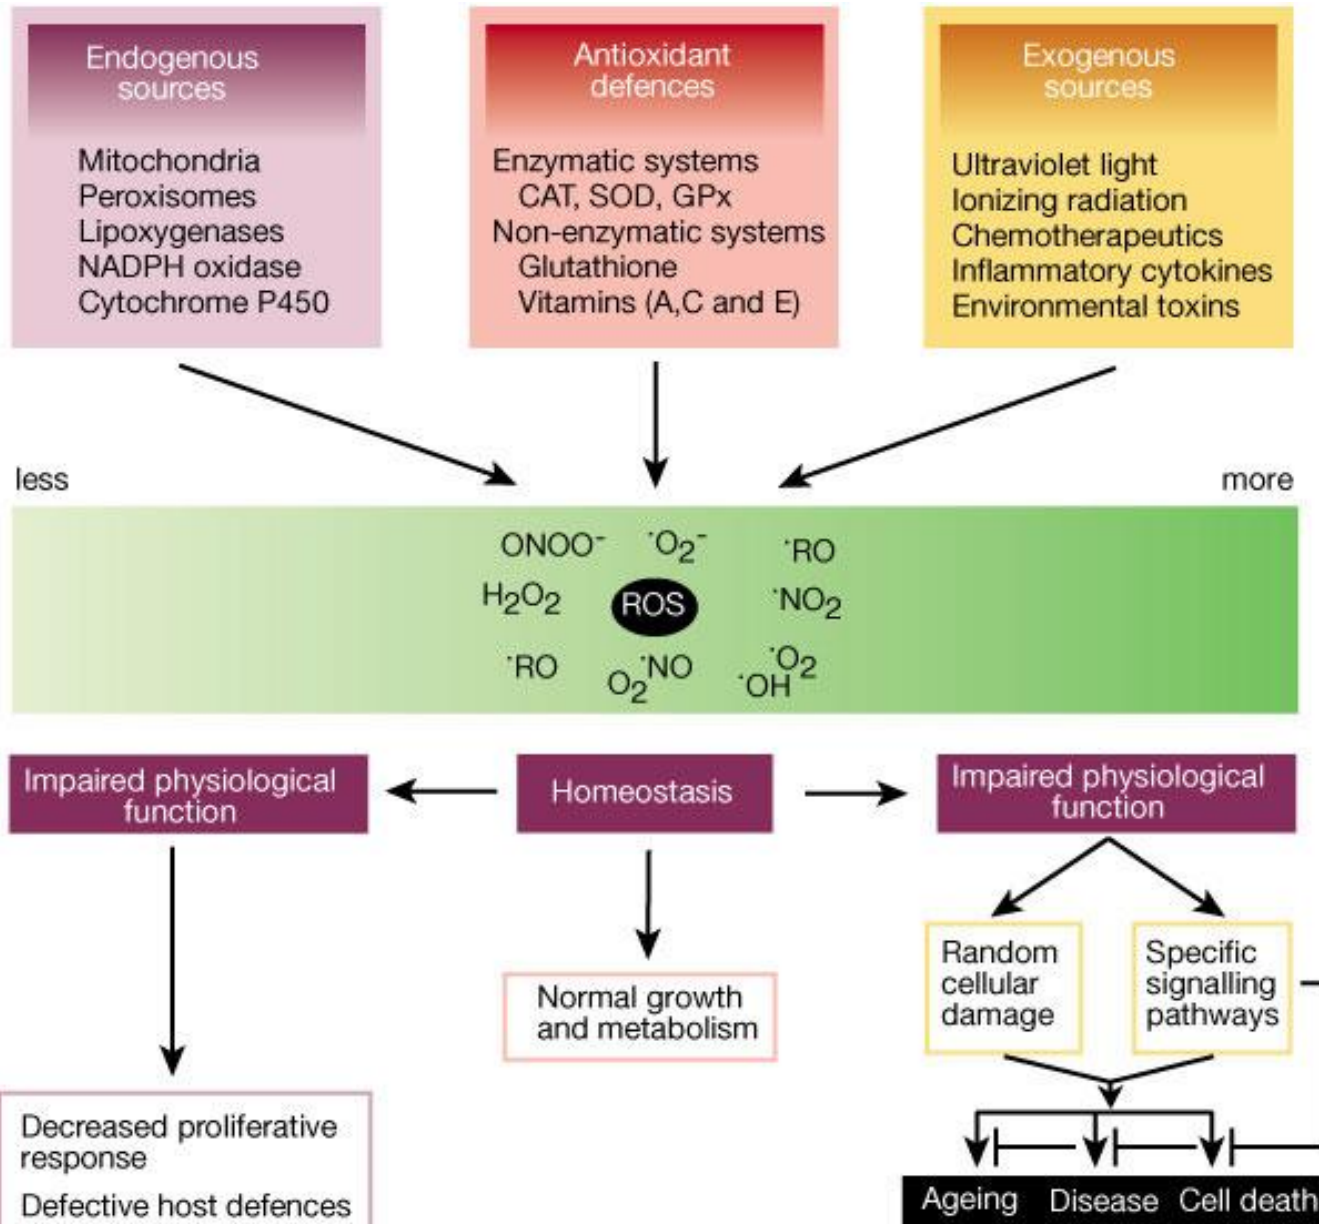 Endogenous
sources
Mitochondria
Peroxisomes
Lipoxygenases
NADPH oxidase
Cytochrome P450
Antioxidant
defences
Enzymatic systems
CAT, SOD, GPx
Non-enzymatic systems
Glutathione
Vitamins (A,C and E)
Exogenous
sources
Ultraviolet light
Ionizing radiation
Chemotherapeutics
Inflammatory cytokines
Environmental toxins
less
more
ONOO⁻ ˙O₂⁻ ˙RO
H₂O₂ ROS ˙NO₂
˙RO O₂ ˙NO ˙OH ˙O₂
Impaired physiological
function
Homeostasis
Impaired physiological
function
Normal growth
and metabolism
Random
cellular
damage
Specific
signalling
pathways
Decreased proliferative
response
Defective host defences
Ageing Disease Cell death